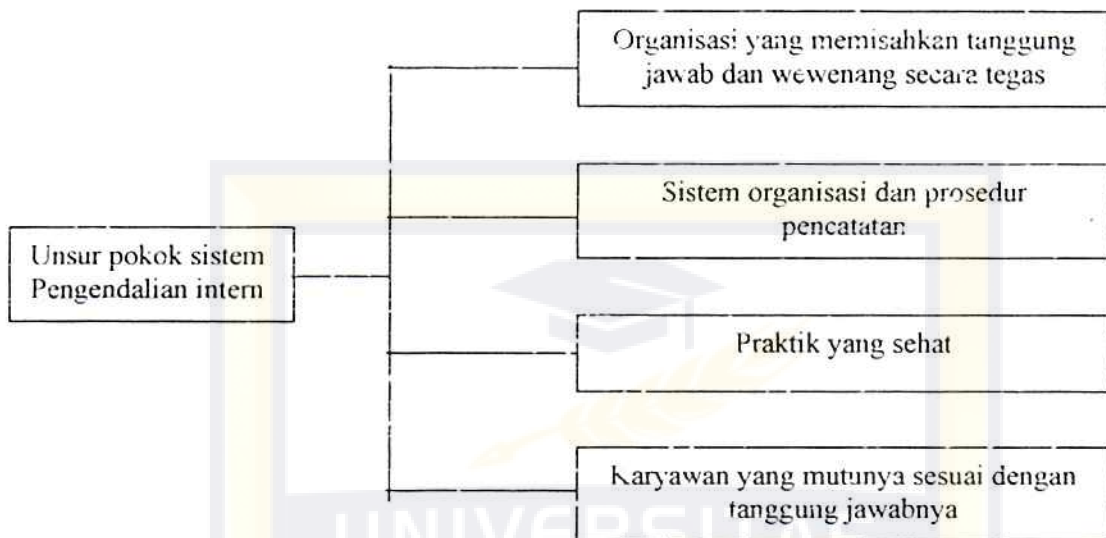 Organisasi yang memisahkan tanggung
jawab dan wewenang secara tegas
Sistem organisasi dan prosedur
pencatatan
Unsur pokok sistem
Pengendalian intern
Praktik yang sehat
Karyawan yang mutunya sesuai dengan
tanggung jawabnya
UNIVERSITAS